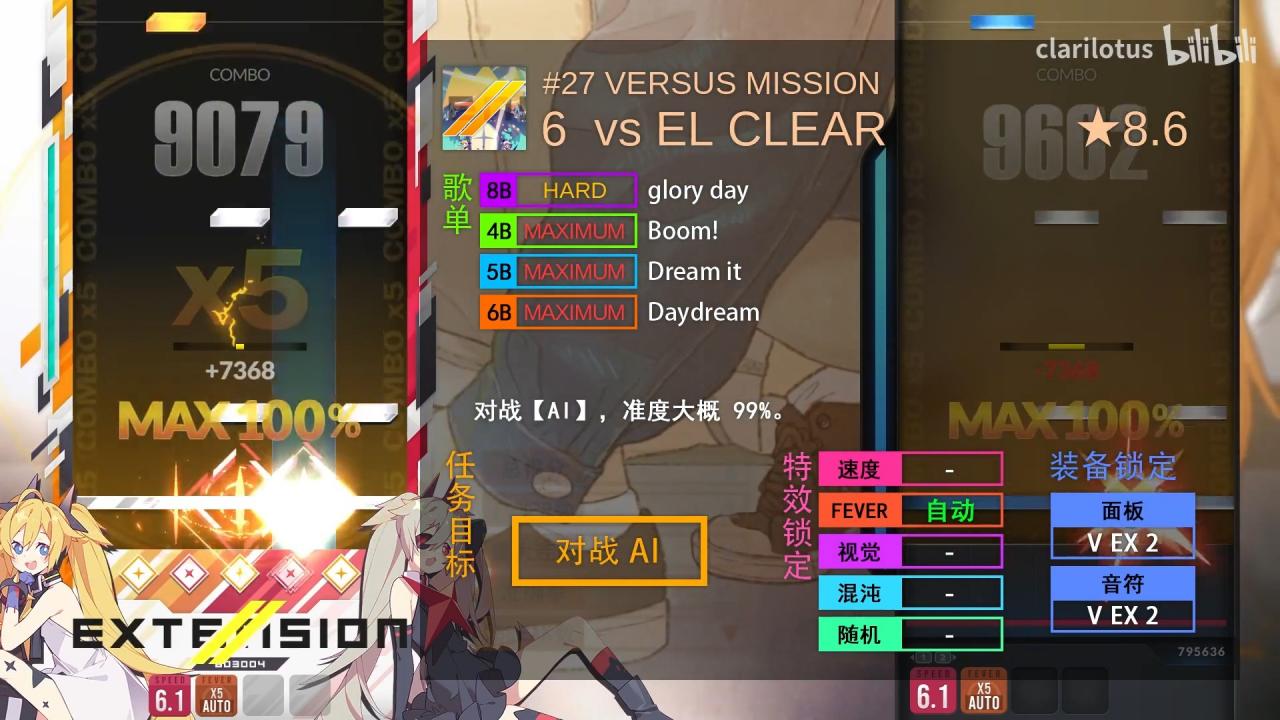 clarilotus bilibili
COMBO
9079
x5
+7368
MAX 100%
EXTENSION
SPEED
6.1
FEVER
X5
AUTO
#27 VERSUS MISSION
6 vs EL CLEAR
★8.6
歌单
8B HARD glory day
4B MAXIMUM Boom!
5B MAXIMUM Dream it
6B MAXIMUM Daydream
对战【AI】，准度大概 99%。
任务目标
对战 AI
特效锁定
速度 -
FEVER 自动
视觉 -
混沌 -
随机 -
装备锁定
面板
V EX 2
音符
V EX 2
COMBO
9602
-7368
MAX 100%
795636
SPEED
6.1
FEVER
X5
AUTO
COMBO x5